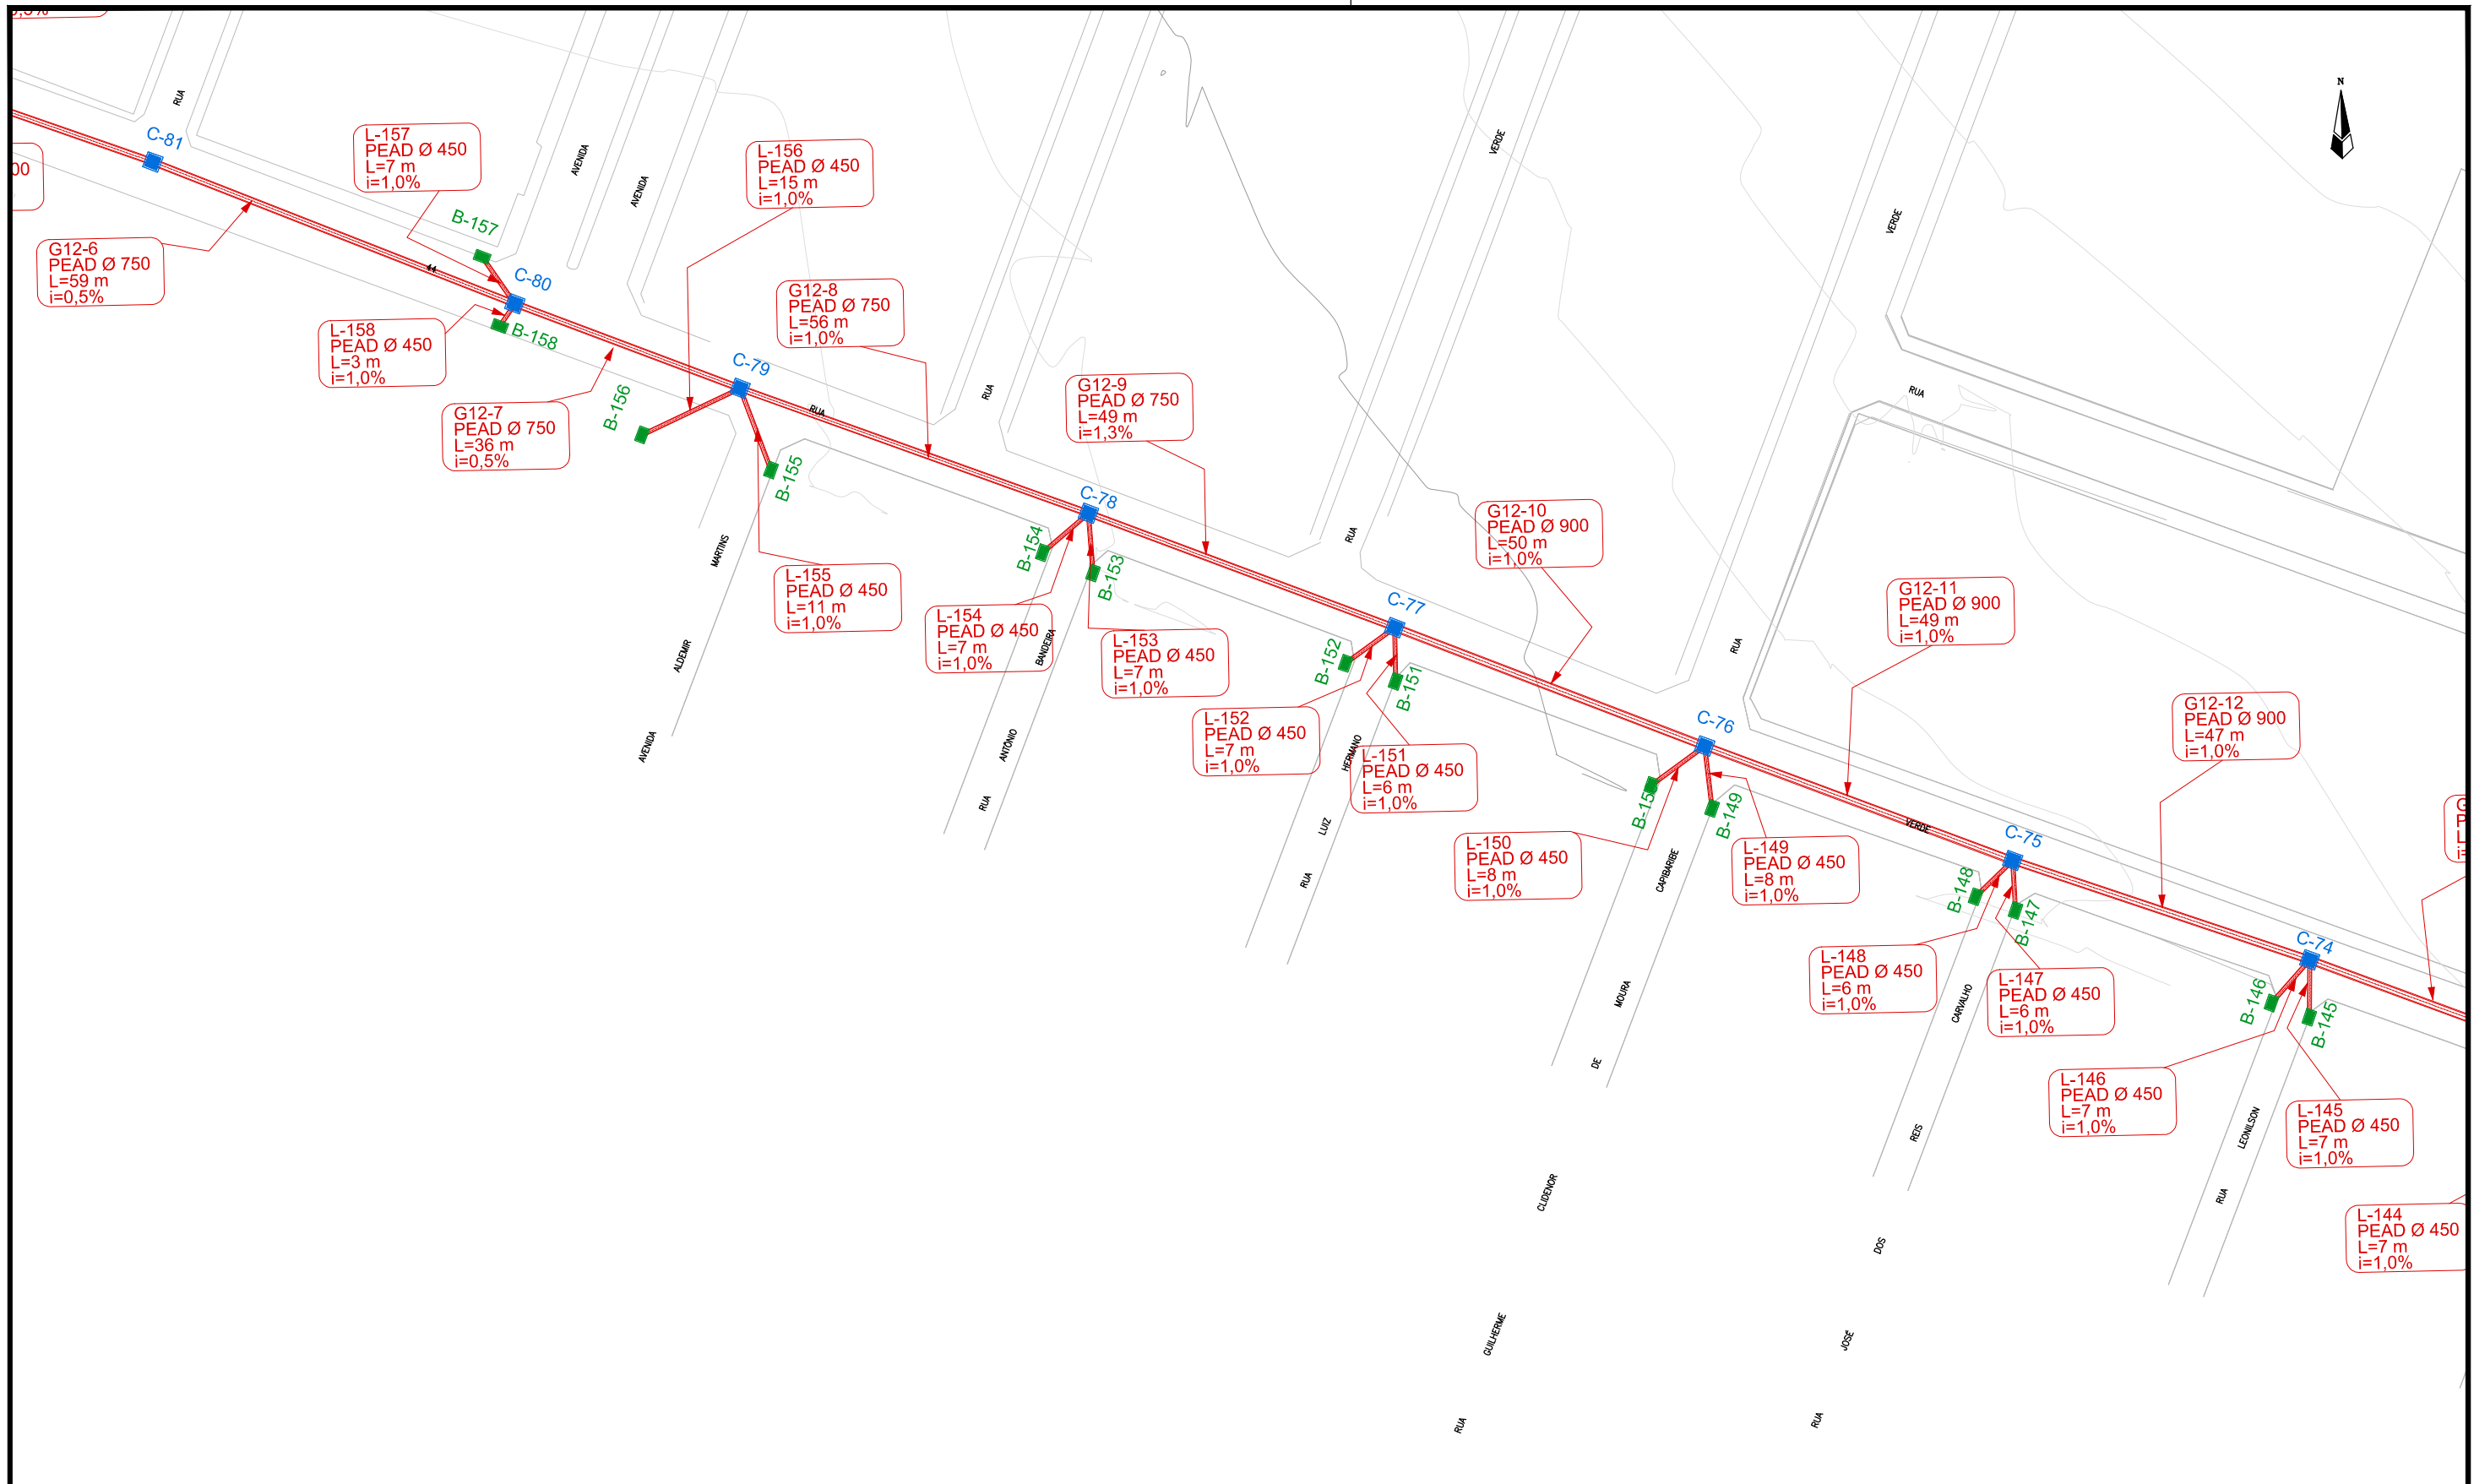 N
RUA
C-81
L-157
PEAD Ø 450
L=7 m
i=1,0%
AVENIDA
AVENIDA
L-156
PEAD Ø 450
L=15 m
i=1,0%
VERDE
VERDE
B-157
G12-6
PEAD Ø 750
L=59 m
i=0,5%
44
C-80
B-158
L-158
PEAD Ø 450
L=3 m
i=1,0%
G12-8
PEAD Ø 750
L=56 m
i=1,0%
C-79
RUA
RUA
RUA
G12-9
PEAD Ø 750
L=49 m
i=1,3%
G12-7
PEAD Ø 750
L=36 m
i=0,5%
B-156
B-155
C-78
G12-10
PEAD Ø 900
L=50 m
i=1,0%
RUA
MARTINS
B-154
B-153
L-155
PEAD Ø 450
L=11 m
i=1,0%
G12-11
PEAD Ø 900
L=49 m
i=1,0%
C-77
L-154
PEAD Ø 450
L=7 m
i=1,0%
BANDEIRA
L-153
PEAD Ø 450
L=7 m
i=1,0%
ALDEMIR
B-152
B-151
RUA
C-76
G12-12
PEAD Ø 900
L=47 m
i=1,0%
AVENIDA
ANTÔNIO
L-152
PEAD Ø 450
L=7 m
i=1,0%
HERMANO
L-151
PEAD Ø 450
L=6 m
i=1,0%
RUA
LUIZ
B-149
VERDE
C-75
L-150
PEAD Ø 450
L=8 m
i=1,0%
CAPIBARIBE
L-149
PEAD Ø 450
L=8 m
i=1,0%
RUA
B-148
B-147
C-74
L-148
PEAD Ø 450
L=6 m
i=1,0%
L-147
PEAD Ø 450
L=6 m
i=1,0%
MOURA
CARVALHO
B-146
B-145
DE
L-146
PEAD Ø 450
L=7 m
i=1,0%
L-145
PEAD Ø 450
L=7 m
i=1,0%
REIS
LEONILSON
CLIDENOR
RUA
DOS
L-144
PEAD Ø 450
L=7 m
i=1,0%
GUILHERME
JOSÉ
RUA
RUA